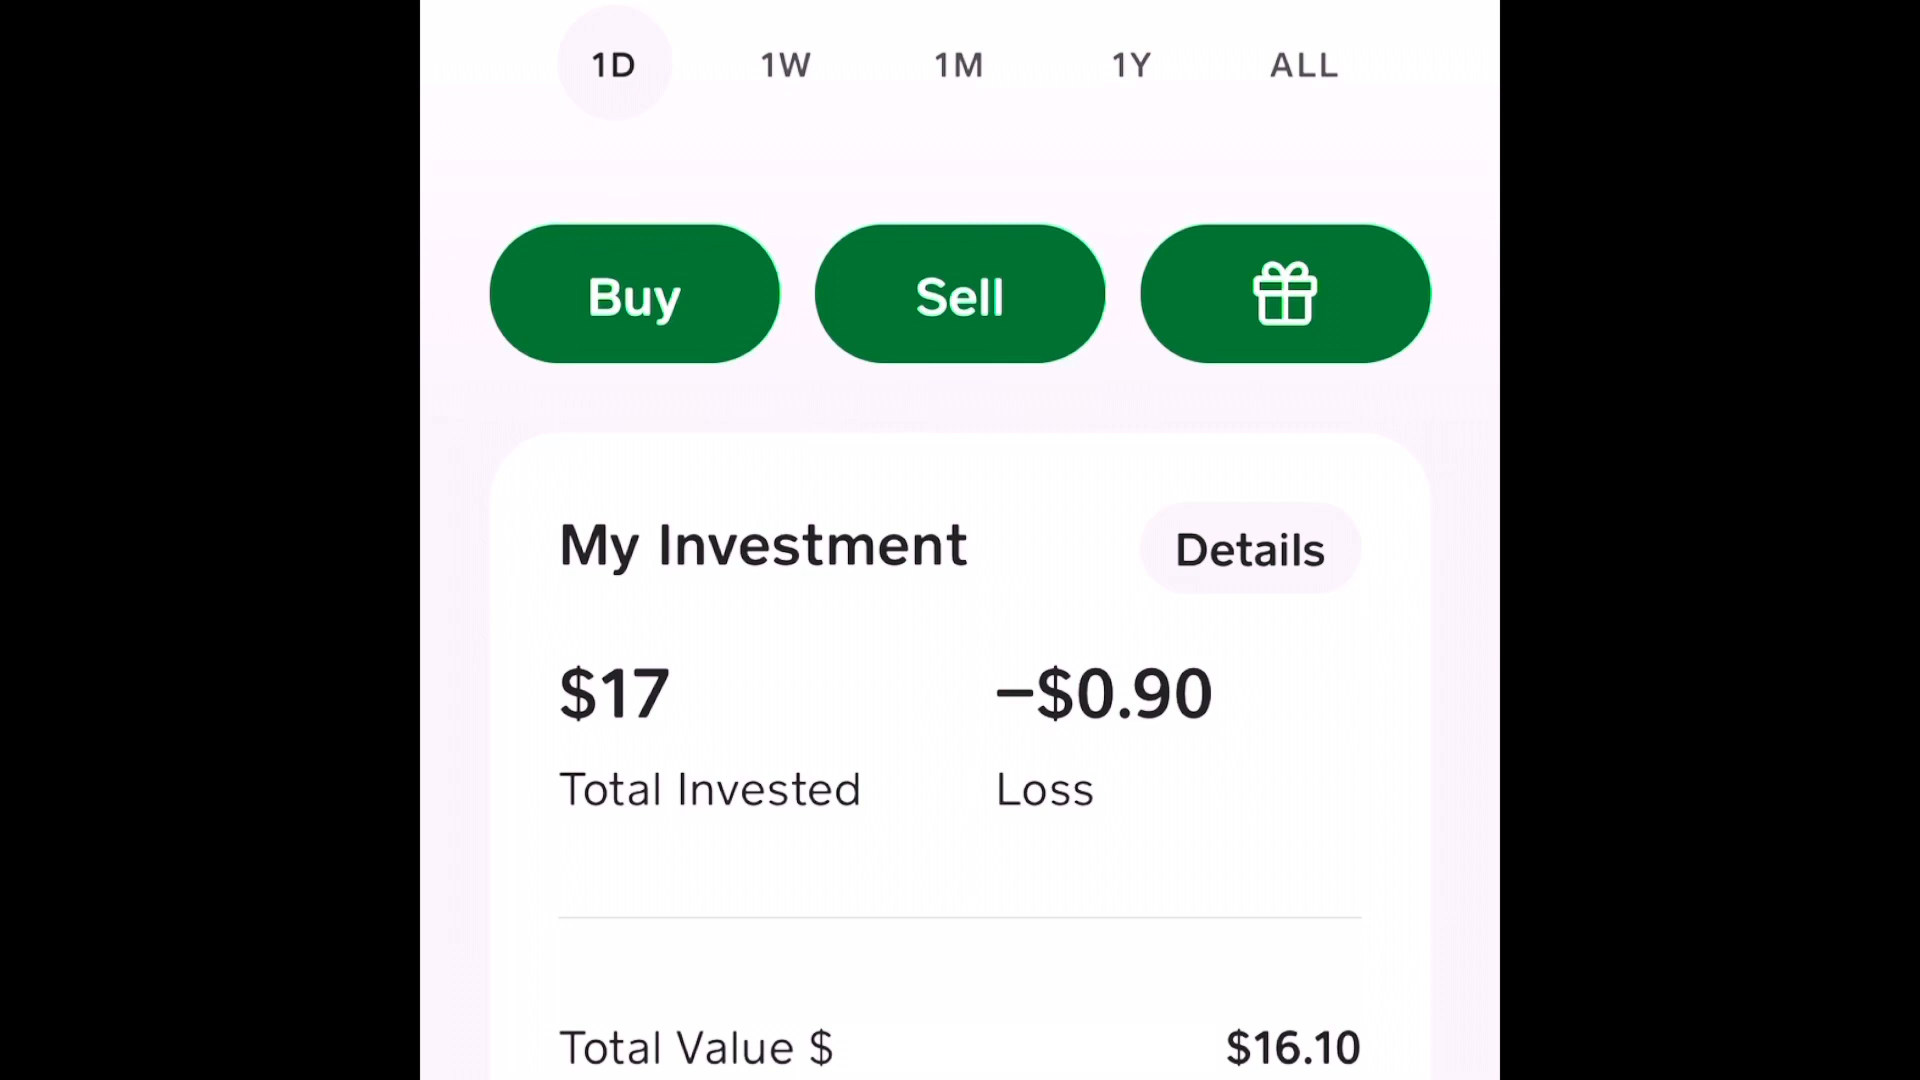 1D 1W 1M 1Y ALL
Buy Sell
My Investment Details
$17 –$0.90
Total Invested Loss
Total Value $ $16.10